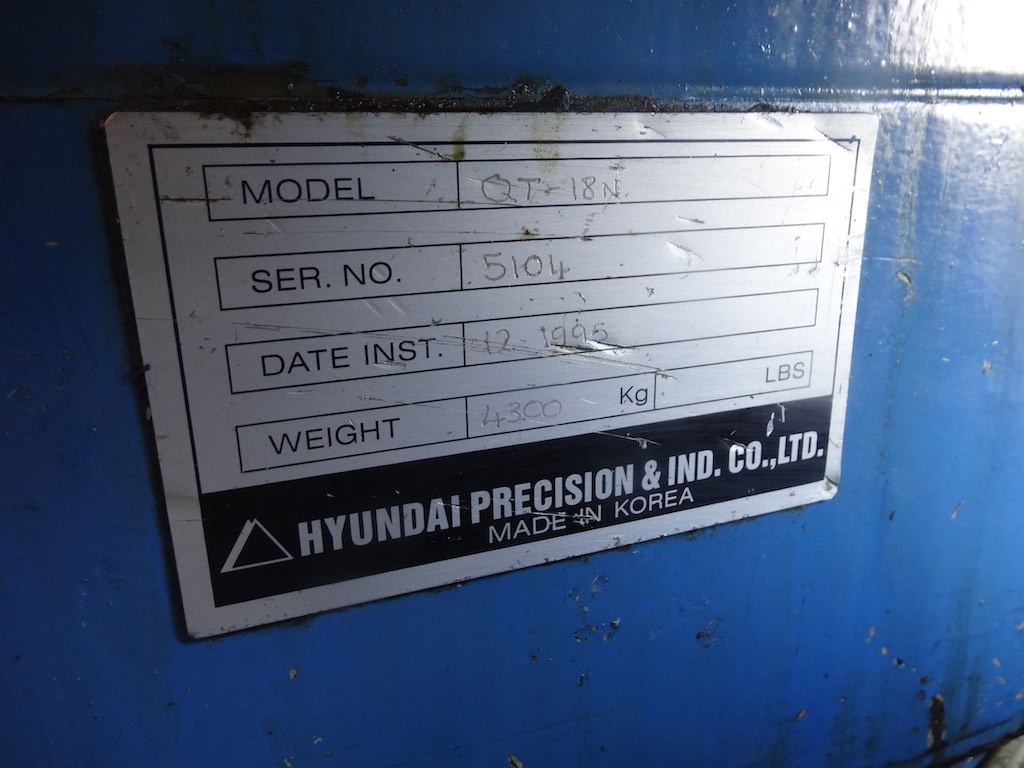 MODEL QT-18N
SER. NO. 5104
DATE INST. 12-1995
WEIGHT 4300 Kg LBS
HYUNDAI PRECISION & IND. CO.,LTD.
MADE IN KOREA